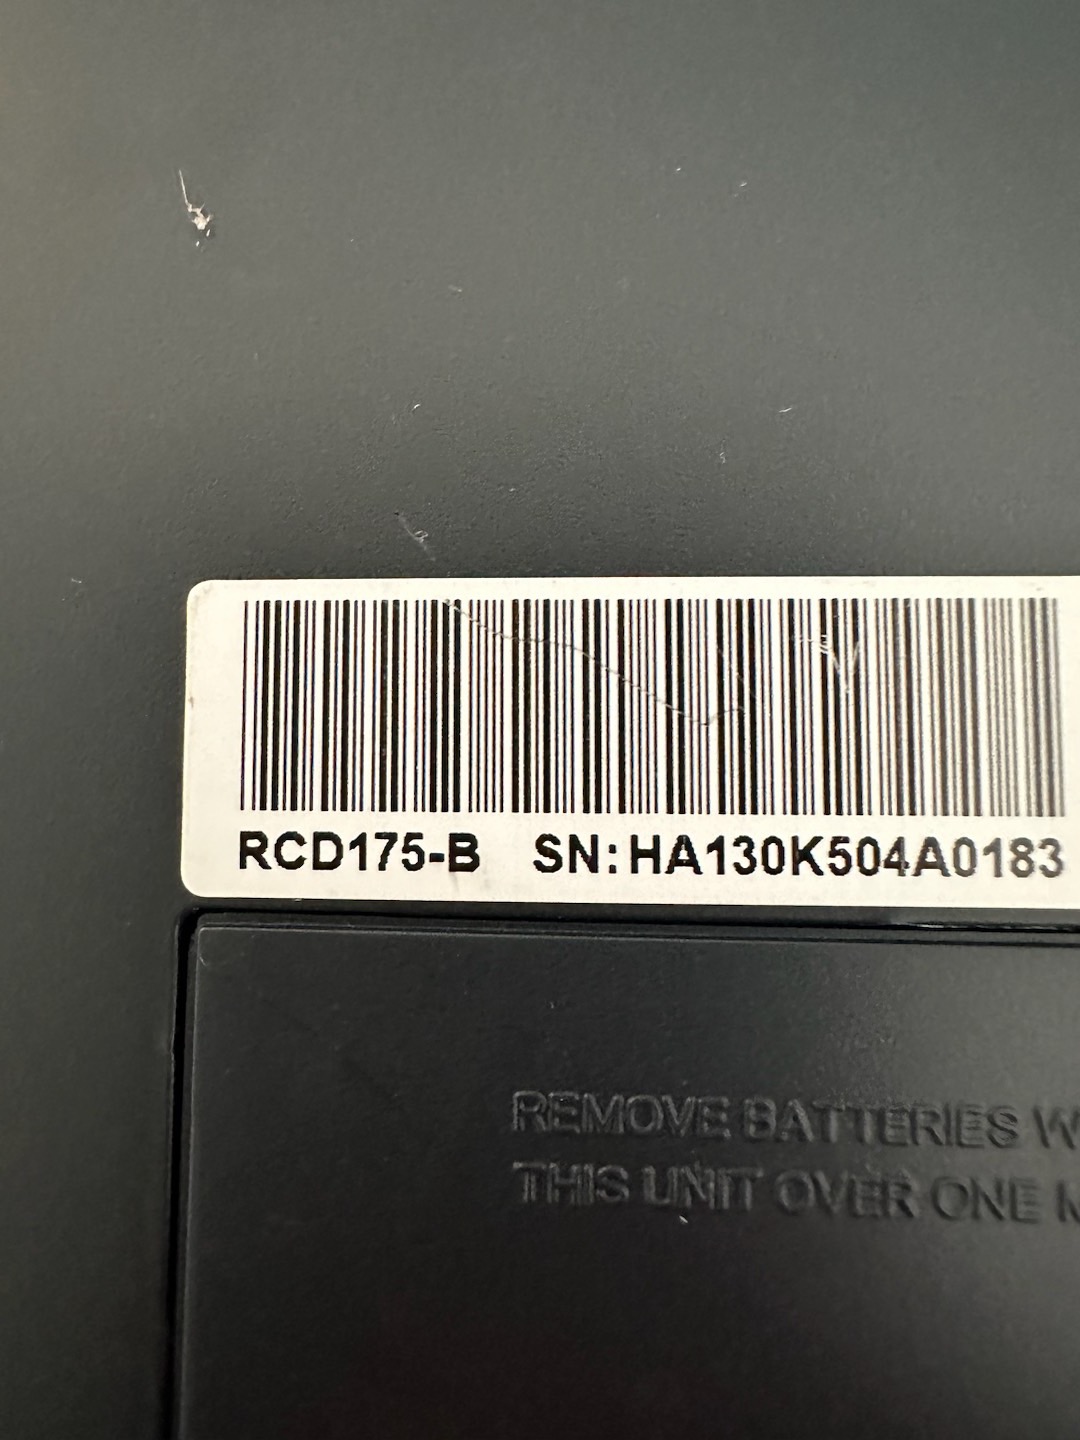 RCD175-B SN:HA130K504A0183
REMOVE BATTERIES
THIS UNIT OVER ONE